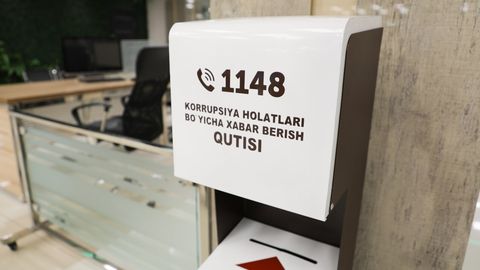 1148
KORRUPSIYA HOLATLARI
BO YICHA XABAR BERISH
QUTISI